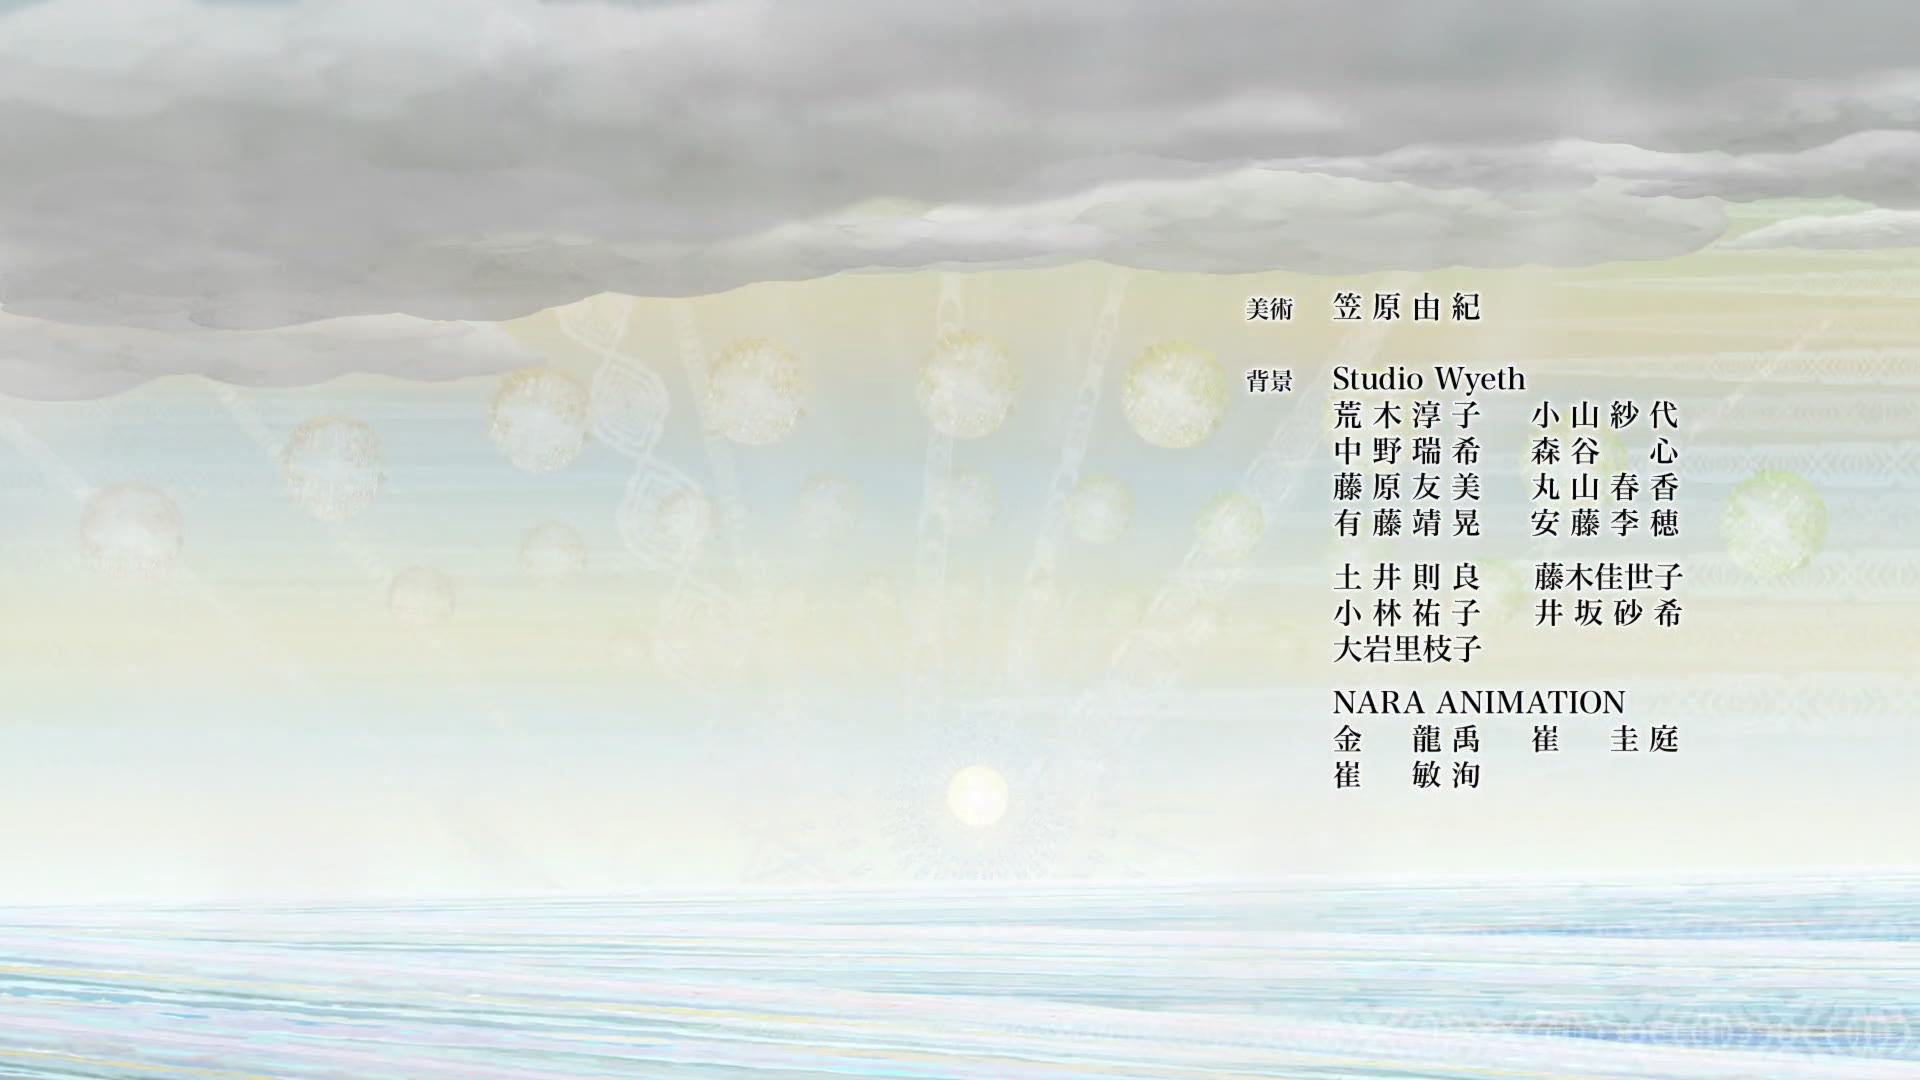 美術 笠原由紀
背景 Studio Wyeth
荒木淳子 小山紗代
中野瑞希 森谷 心
藤原友美 丸山春香
有藤靖晃 安藤李穂
土井則良 藤木佳世子
小林祐子 井坂砂希
大岩里枝子
NARA ANIMATION
金 龍禹 崔 圭庭
崔 敏洵